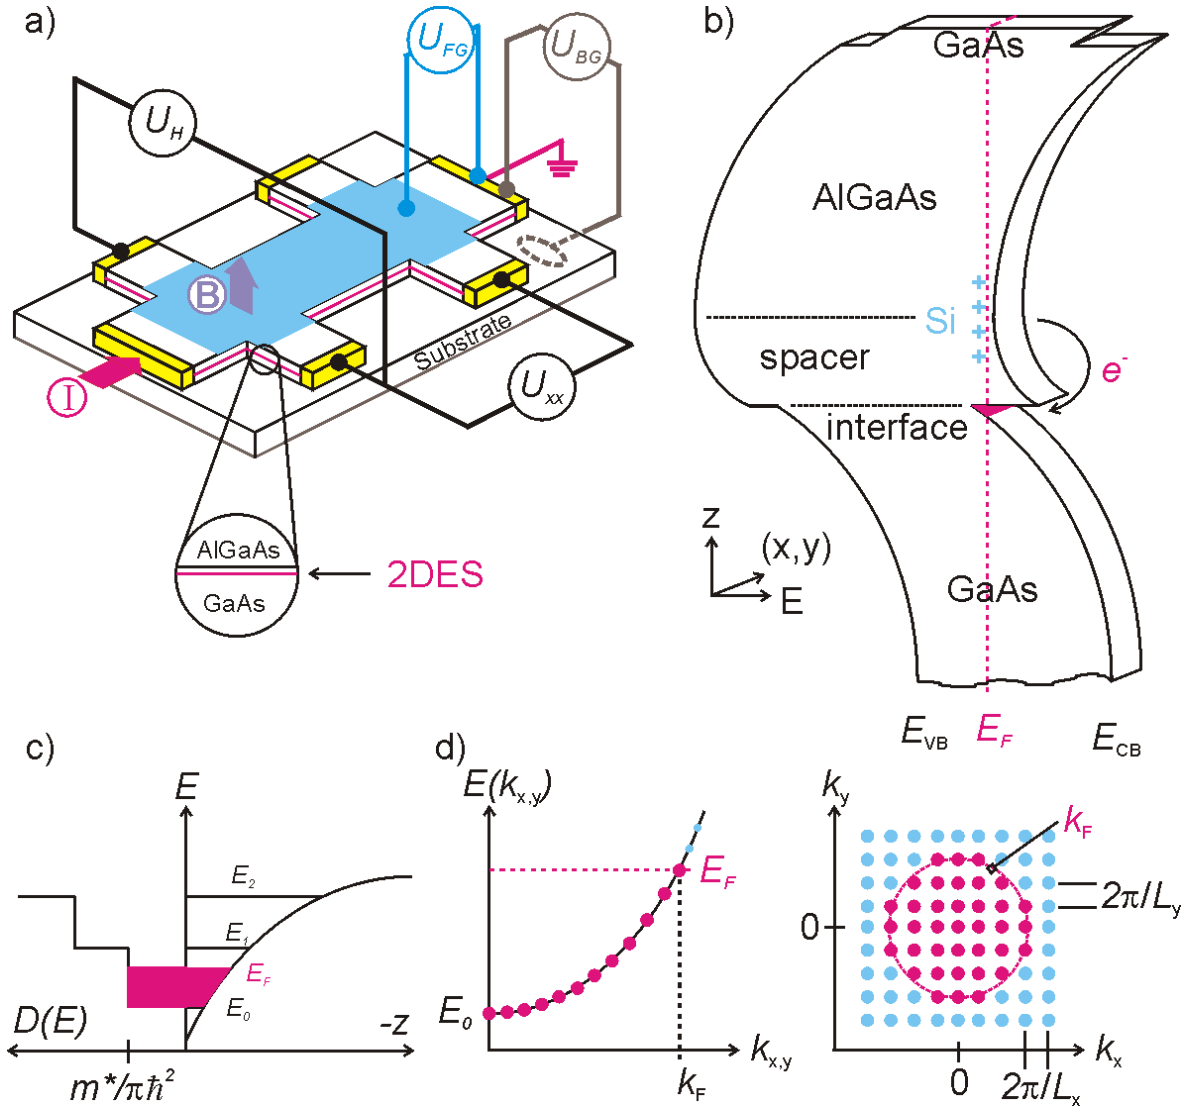 a)
U_FG
U_BG
U_H
B
I
Substrate
U_xx
AlGaAs
GaAs
2DES
b)
GaAs
AlGaAs
Si
spacer
e⁻
interface
z
(x,y)
E
GaAs
E_VB
E_F
E_CB
c)
E
E_2
E_1
E_F
E_0
D(E)
-z
m*/πħ²
d)
E(k_x,y)
E_F
E_0
k_x,y
k_F
k_y
k_F
2π/L_y
0
0
2π/L_x
k_x